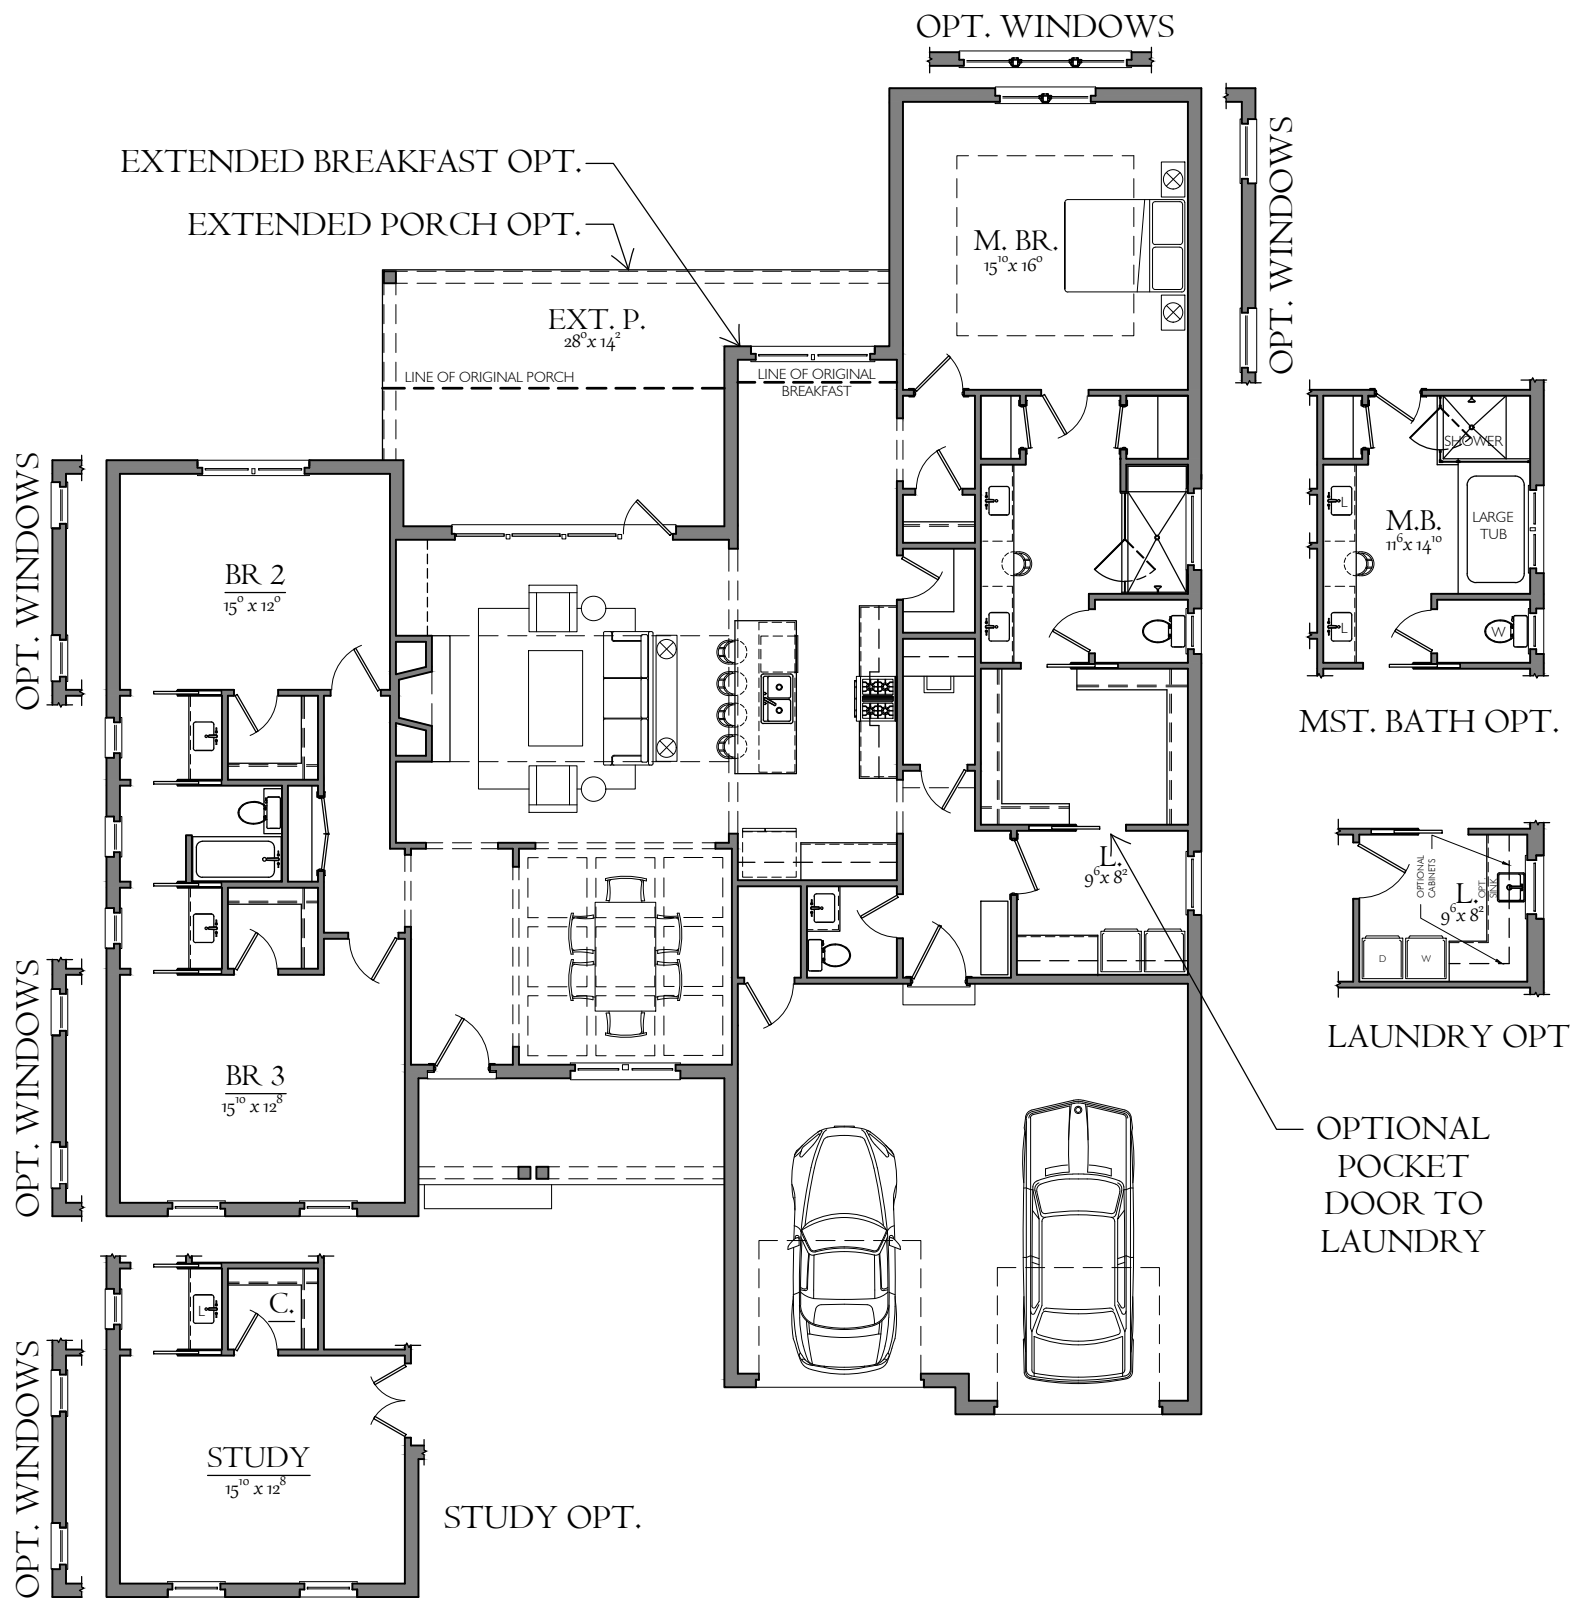 OPT. WINDOWS
OPT. WINDOWS
EXTENDED BREAKFAST OPT.
EXTENDED PORCH OPT.
M. BR.
15¹⁰ x 16⁰
EXT. P.
28⁰ x 14²
LINE OF ORIGINAL PORCH
LINE OF ORIGINAL
BREAKFAST
OPT. WINDOWS
BR 2
15⁰ x 12⁰
SHOWER
L
M.B.
11⁶ x 14¹⁰
LARGE
TUB
L
W
MST. BATH OPT.
L.
9⁶ x 8²
OPTIONAL
CABINETS
OPT.
SINK
L.
9⁶ x 8²
D
W
LAUNDRY OPT
OPT. WINDOWS
BR 3
15¹⁰ x 12⁸
OPTIONAL
POCKET
DOOR TO
LAUNDRY
L
C.
OPT. WINDOWS
STUDY
15¹⁰ x 12⁸
STUDY OPT.